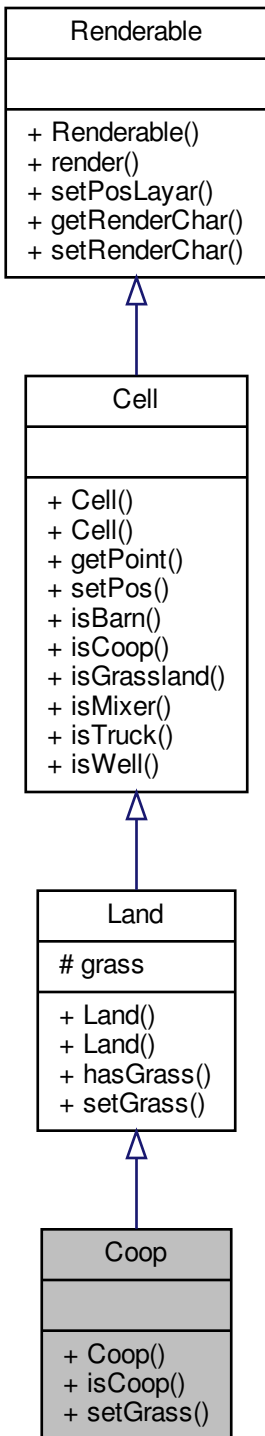 Renderable
+ Renderable()
+ render()
+ setPosLayar()
+ getRenderChar()
+ setRenderChar()
Cell
+ Cell()
+ Cell()
+ getPoint()
+ setPos()
+ isBarn()
+ isCoop()
+ isGrassland()
+ isMixer()
+ isTruck()
+ isWell()
Land
# grass
+ Land()
+ Land()
+ hasGrass()
+ setGrass()
Coop
+ Coop()
+ isCoop()
+ setGrass()